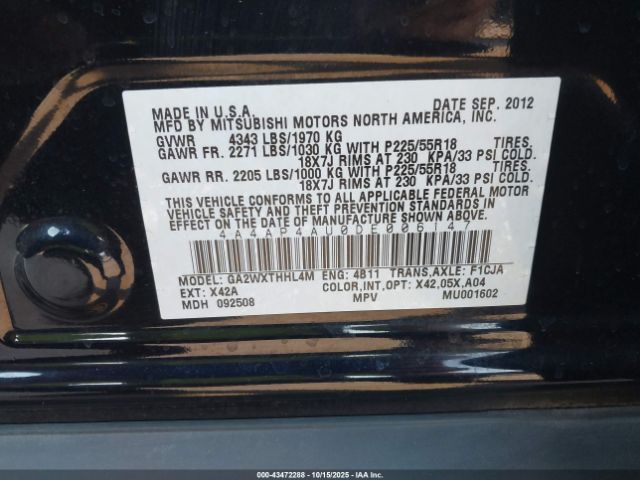 MADE IN U.S.A. DATE SEP. 2012
MFD BY MITSUBISHI MOTORS NORTH AMERICA, INC.
GVWR 4343 LBS/1970 KG
GAWR FR. 2271 LBS/1030 KG WITH P225/55R18 TIRES.
18X7J RIMS AT 230 KPA/33 PSI COLD.
GAWR RR. 2205 LBS/1000 KG WITH P225/55R18 TIRES.
18X7J RIMS AT 230 KPA/33 PSI COLD.
THIS VEHICLE CONFORMS TO ALL APPLICABLE FEDERAL MOTOR
VEHICLE SAFETY AND THEFT PREVENTION STANDARDS IN
EFFECT ON THE DATE OF MANUFACTURE SHOWN ABOVE.
4A4AP4AU0DE006147
MODEL: GA2WXTHHL4M ENG: 4B11 TRANS,AXLE: F1CJA
EXT: X42A COLOR,INT,OPT: X42,05X,A04
MDH 092508 MPV MU001602
000-43472288 - 10/15/2025 - IAA Inc.